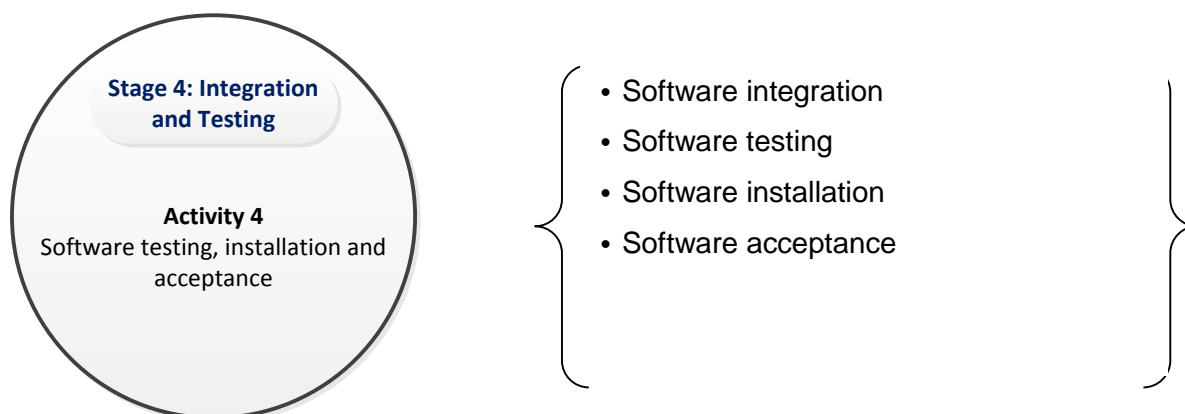 Stage 4: Integration
and Testing
Activity 4
Software testing, installation and
acceptance
• Software integration
• Software testing
• Software installation
• Software acceptance